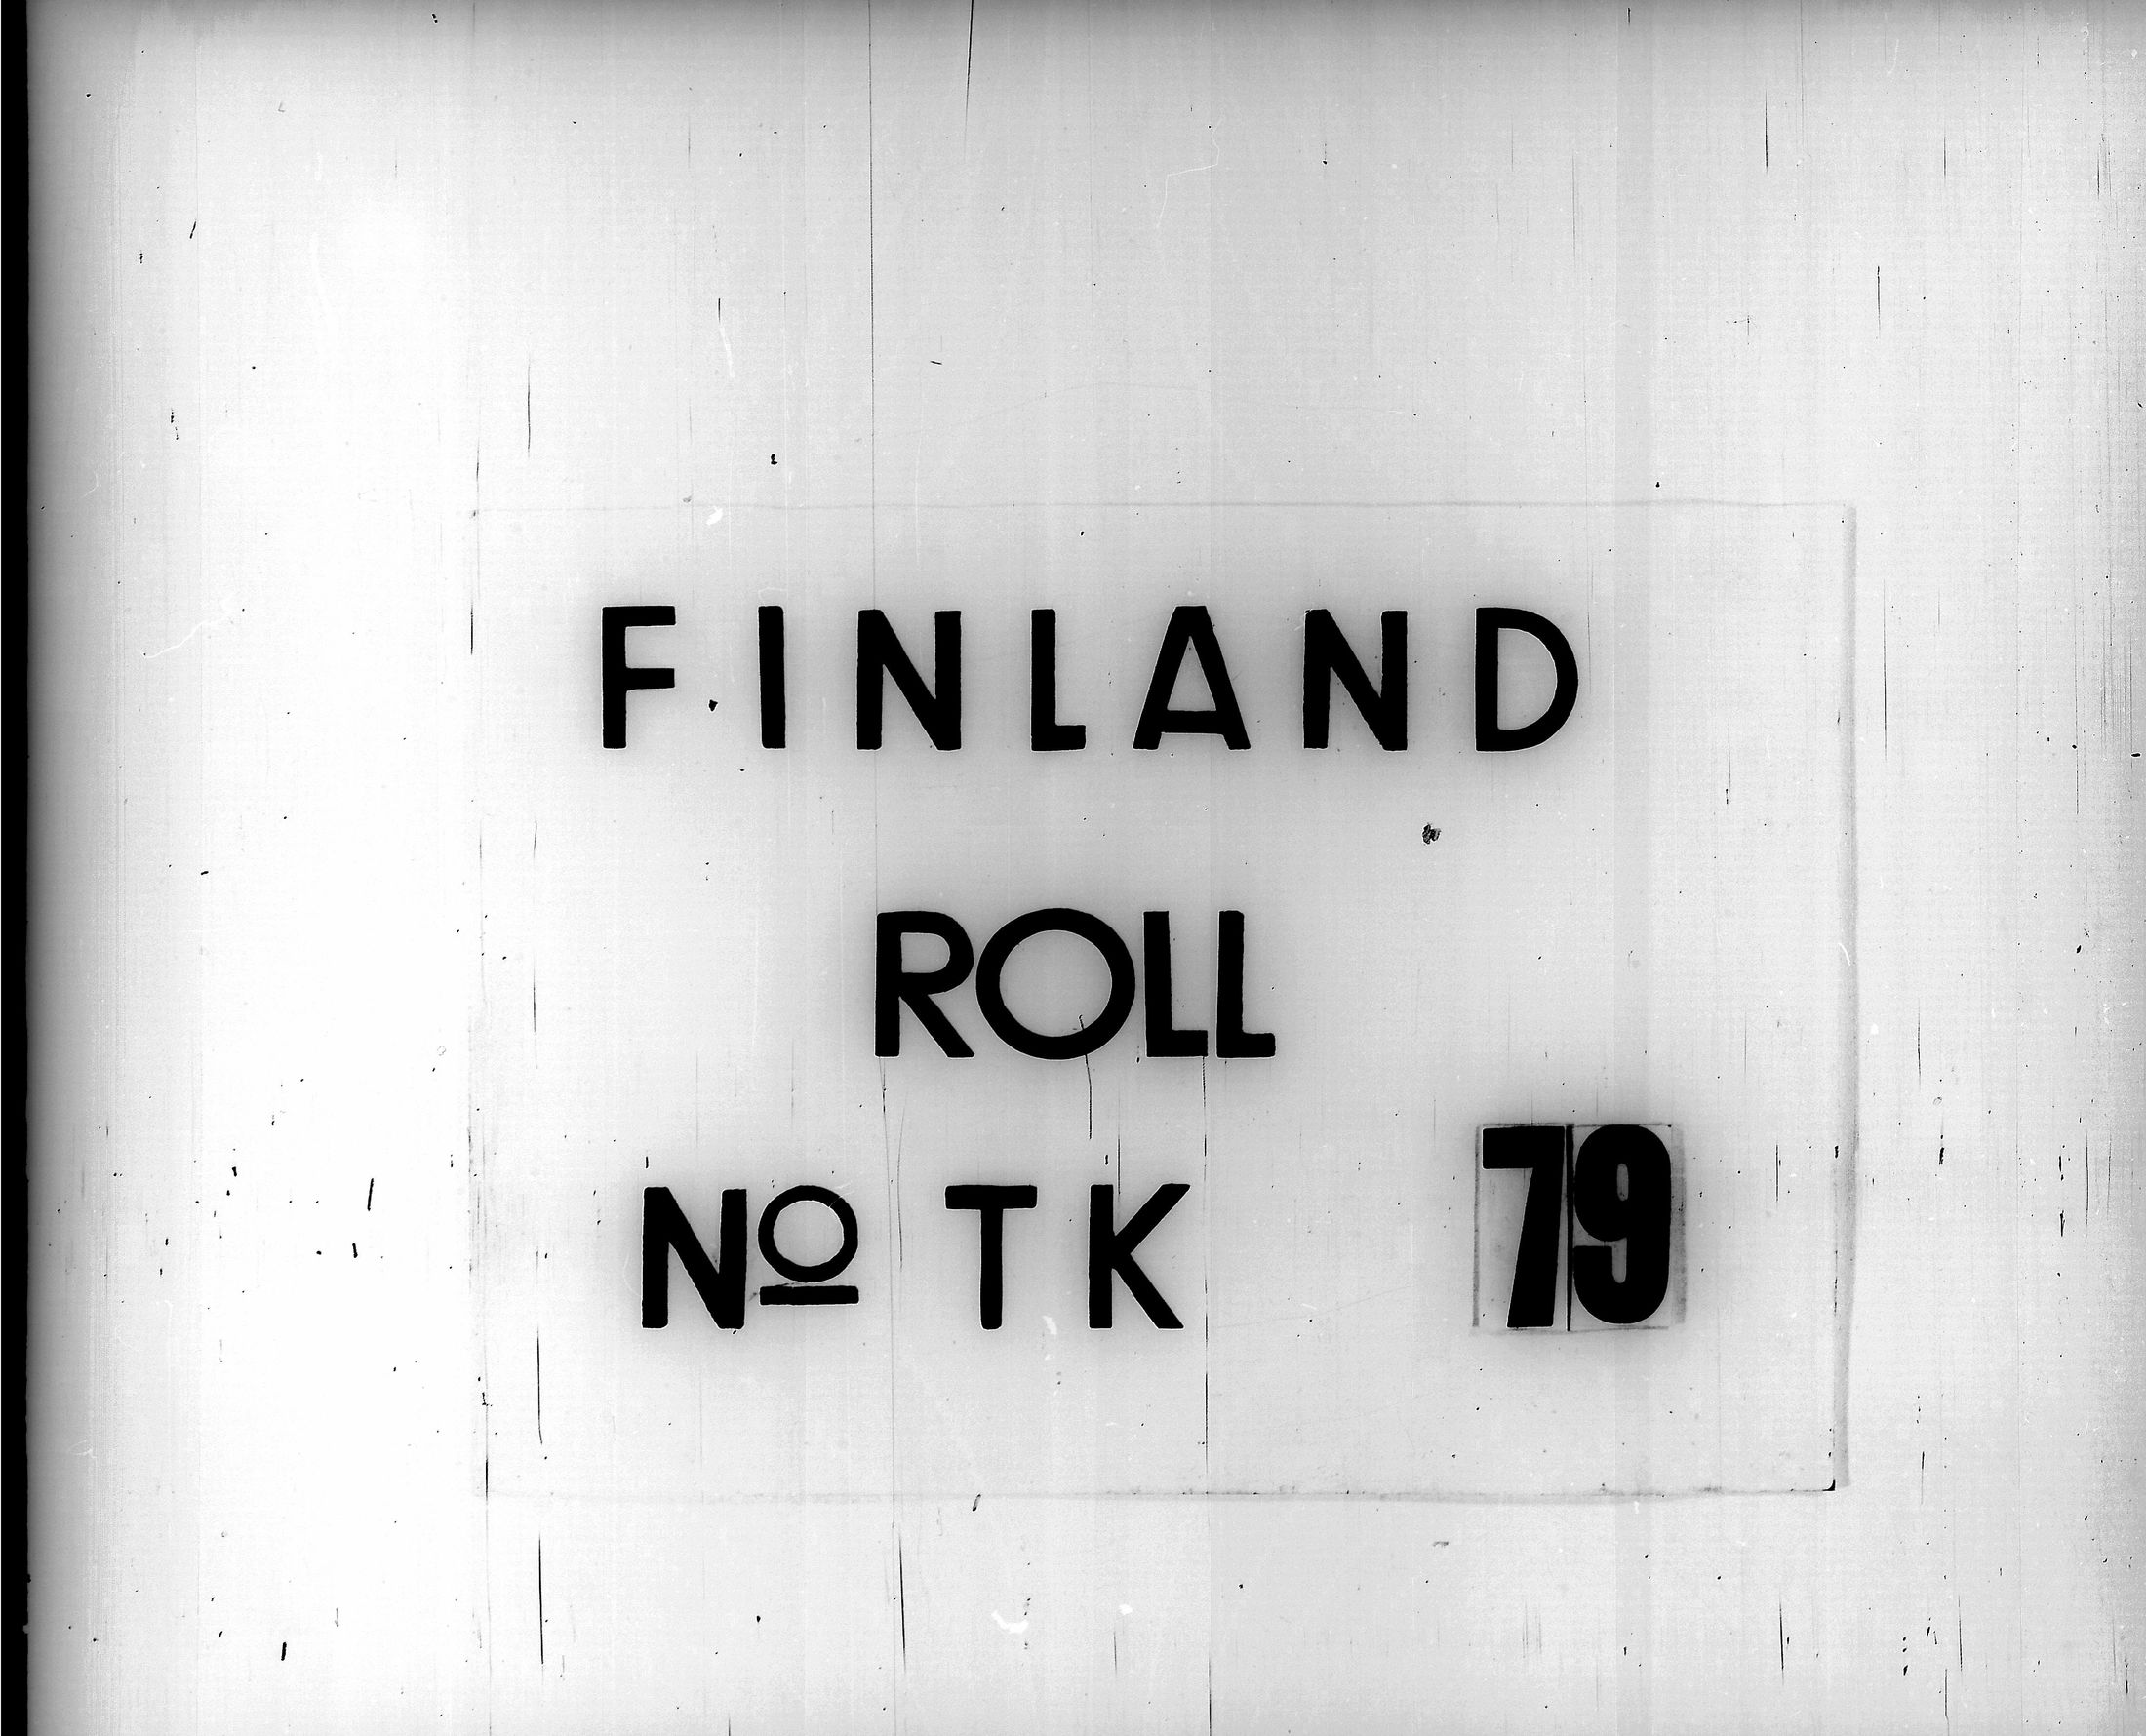 FINLAND
ROLL
Nº TK 79